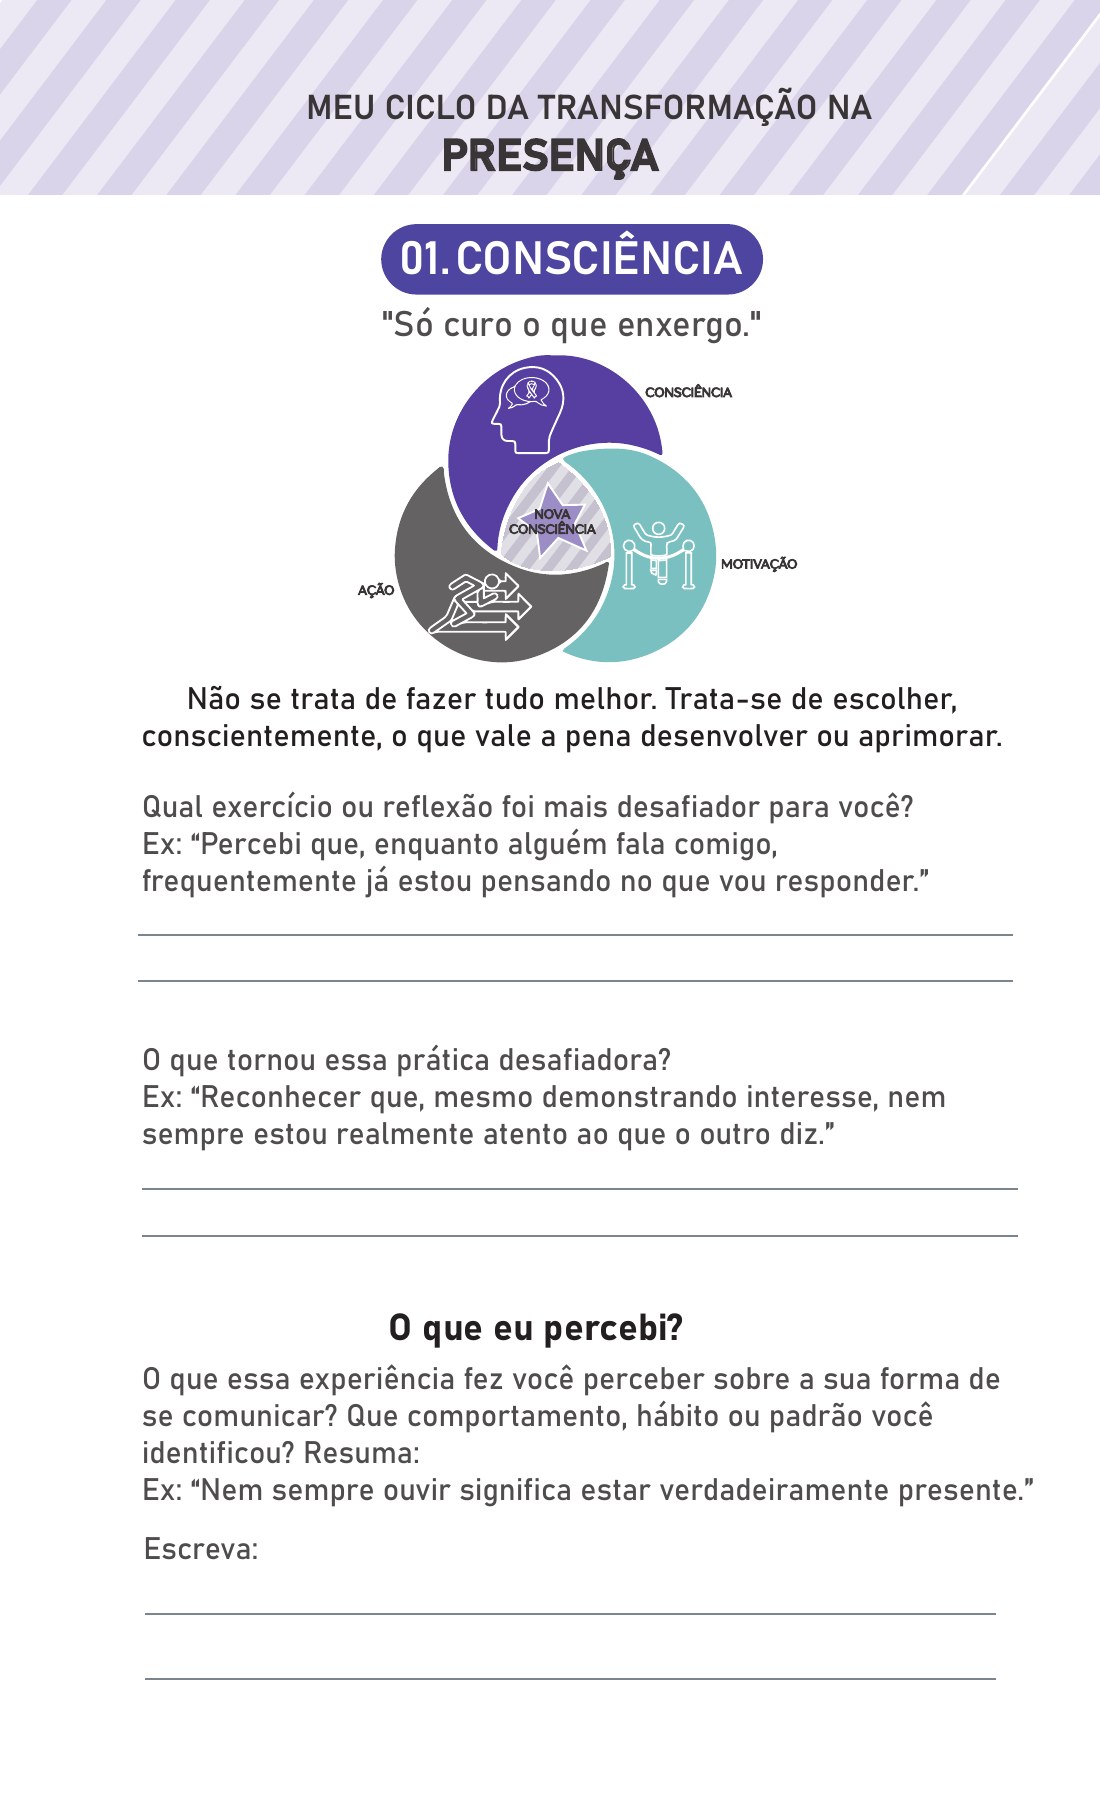 MEU CICLO DA TRANSFORMAÇÃO NA
PRESENÇA
01. CONSCIÊNCIA
"Só curo o que enxergo."
CONSCIÊNCIA
NOVA
CONSCIÊNCIA
MOTIVAÇÃO
AÇÃO
Não se trata de fazer tudo melhor. Trata-se de escolher,
conscientemente, o que vale a pena desenvolver ou aprimorar.
Qual exercício ou reflexão foi mais desafiador para você?
Ex: “Percebi que, enquanto alguém fala comigo,
frequentemente já estou pensando no que vou responder.”
O que tornou essa prática desafiadora?
Ex: “Reconhecer que, mesmo demonstrando interesse, nem
sempre estou realmente atento ao que o outro diz.”
O que eu percebi?
O que essa experiência fez você perceber sobre a sua forma de
se comunicar? Que comportamento, hábito ou padrão você
identificou? Resuma:
Ex: “Nem sempre ouvir significa estar verdadeiramente presente.”
Escreva: